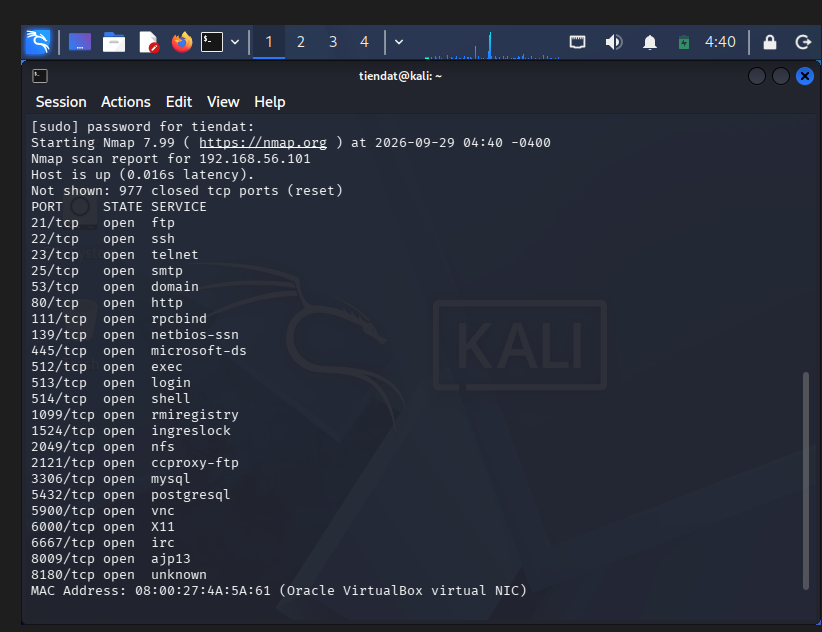 1 2 3 4 4:40
tiendat@kali: ~
Session Actions Edit View Help
[sudo] password for tiendat:
Starting Nmap 7.99 ( https://nmap.org ) at 2026-09-29 04:40 -0400
Nmap scan report for 192.168.56.101
Host is up (0.016s latency).
Not shown: 977 closed tcp ports (reset)
PORT STATE SERVICE
21/tcp open ftp
22/tcp open ssh
23/tcp open telnet
25/tcp open smtp
53/tcp open domain
80/tcp open http
111/tcp open rpcbind
139/tcp open netbios-ssn
445/tcp open microsoft-ds
512/tcp open exec
513/tcp open login
514/tcp open shell
1099/tcp open rmiregistry
1524/tcp open ingreslock
2049/tcp open nfs
2121/tcp open ccproxy-ftp
3306/tcp open mysql
5432/tcp open postgresql
5900/tcp open vnc
6000/tcp open X11
6667/tcp open irc
8009/tcp open ajp13
8180/tcp open unknown
MAC Address: 08:00:27:4A:5A:61 (Oracle VirtualBox virtual NIC)
KALI